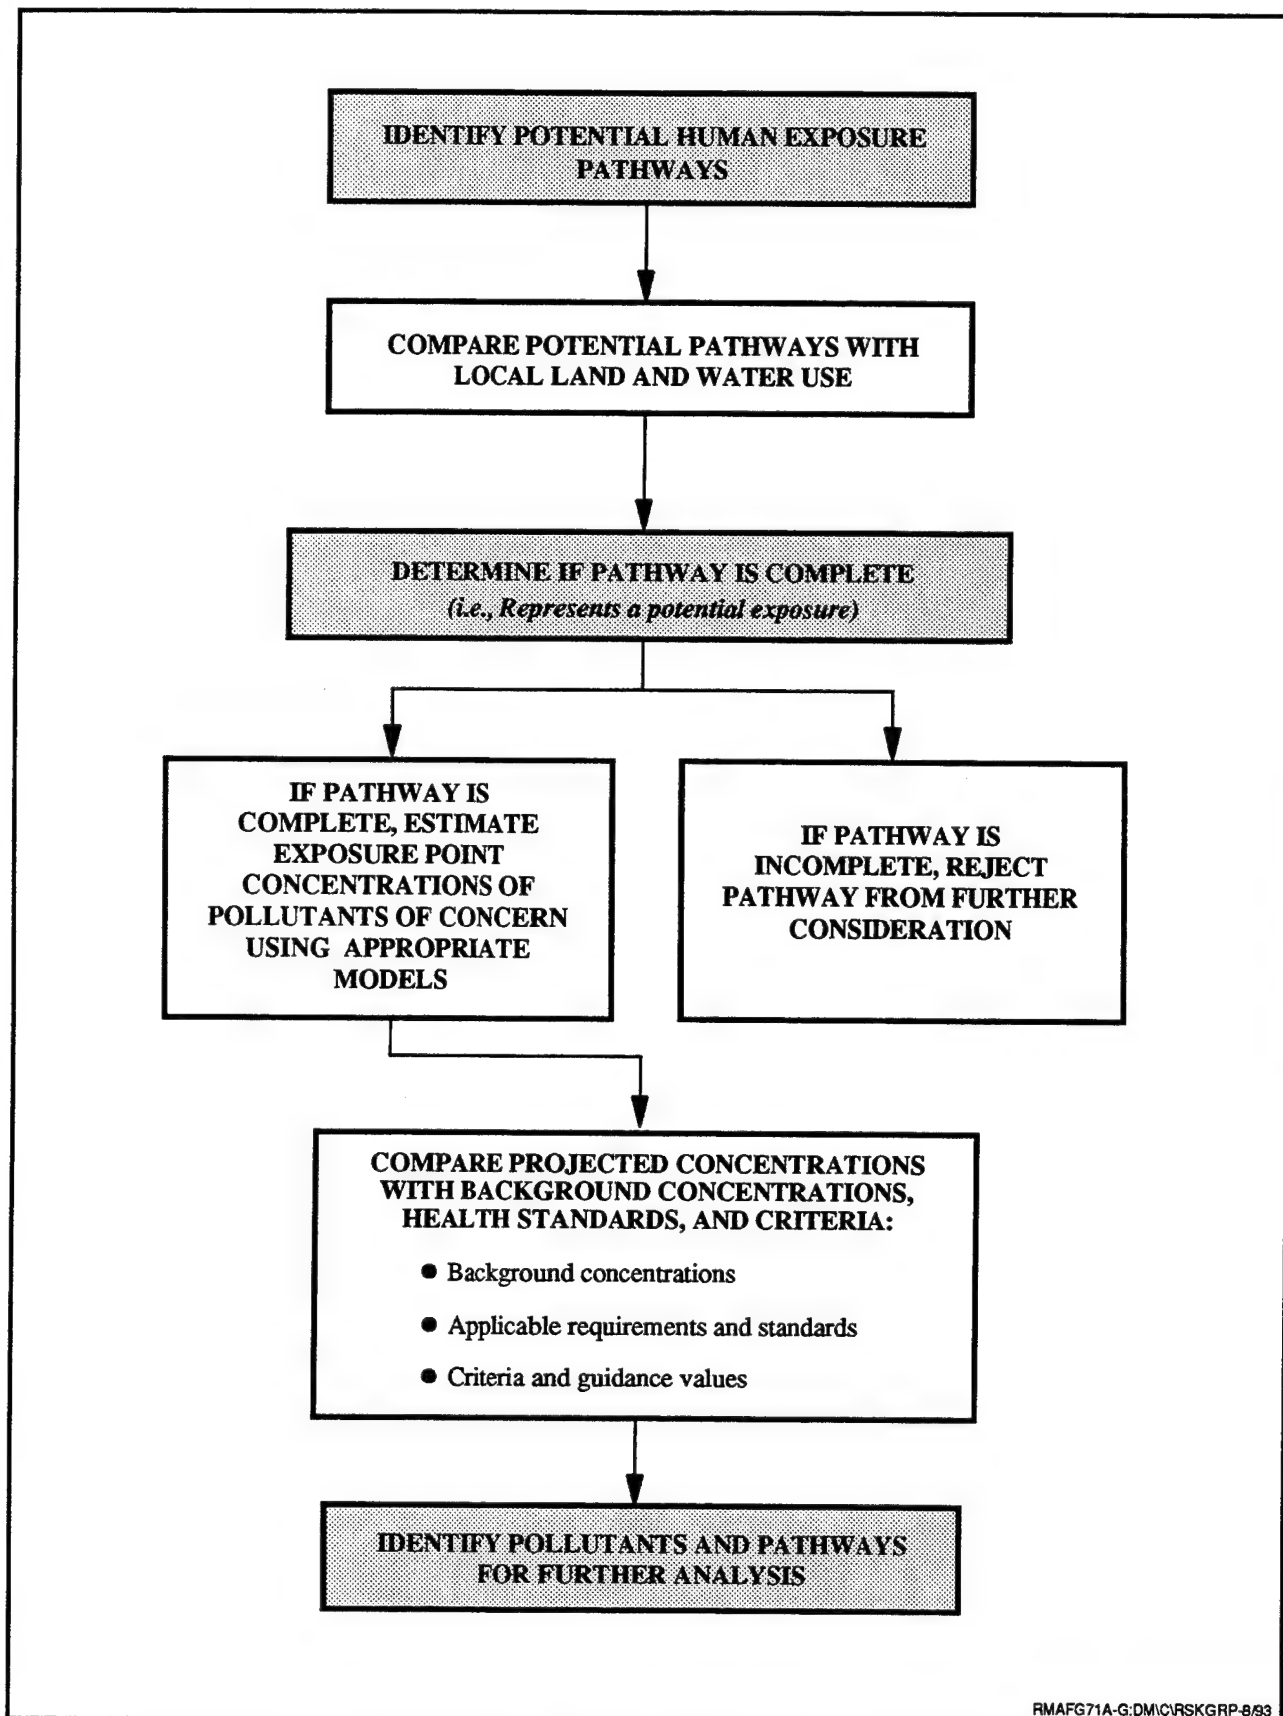 IDENTIFY POTENTIAL HUMAN EXPOSURE
PATHWAYS
COMPARE POTENTIAL PATHWAYS WITH
LOCAL LAND AND WATER USE
DETERMINE IF PATHWAY IS COMPLETE
(i.e., Represents a potential exposure)
IF PATHWAY IS
COMPLETE, ESTIMATE
EXPOSURE POINT
CONCENTRATIONS OF
POLLUTANTS OF CONCERN
USING APPROPRIATE
MODELS
IF PATHWAY IS
INCOMPLETE, REJECT
PATHWAY FROM FURTHER
CONSIDERATION
COMPARE PROJECTED CONCENTRATIONS
WITH BACKGROUND CONCENTRATIONS,
HEALTH STANDARDS, AND CRITERIA:
● Background concentrations
● Applicable requirements and standards
● Criteria and guidance values
IDENTIFY POLLUTANTS AND PATHWAYS
FOR FURTHER ANALYSIS
RMAFG71A-G:DM\C\RSKGRP-8/93